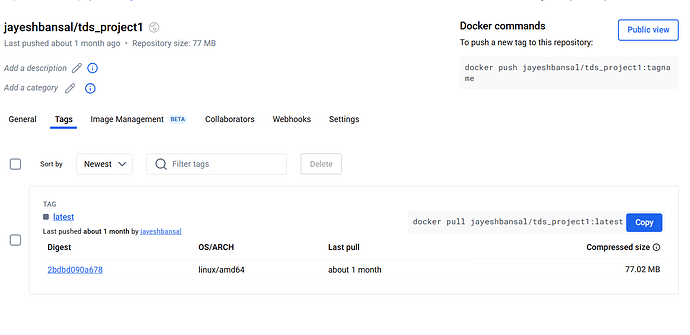 jayeshbansal/tds_project1
Last pushed about 1 month ago • Repository size: 77 MB
Add a description
Add a category
Docker commands
To push a new tag to this repository:
Public view
docker push jayeshbansal/tds_project1:tagna
me
General Tags Image Management BETA Collaborators Webhooks Settings
Sort by Newest Filter tags Delete
TAG
latest
Last pushed about 1 month by jayeshbansal
docker pull jayeshbansal/tds_project1:latest Copy
Digest OS/ARCH Last pull Compressed size
2bdbd090a678 linux/amd64 about 1 month 77.02 MB